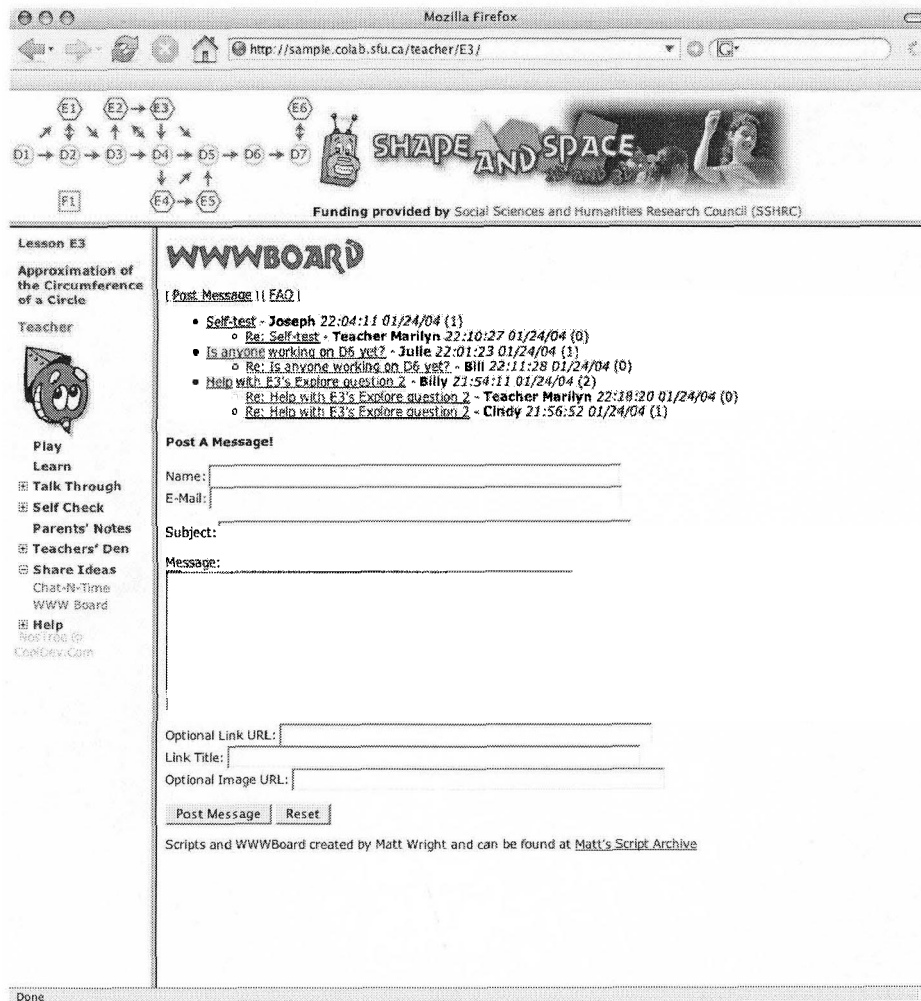 Mozilla Firefox
http://sample.colab.sfu.ca/teacher/E3/
G
E1 E2 E3 E6
D1 D2 D3 D4 D5 D6 D7
F1 E4 E5
SHAPE AND SPACE
Funding provided by Social Sciences and Humanities Research Council (SSHRC)
Lesson E3
Approximation of
the Circumference
of a Circle
Teacher
Play
Learn
Talk Through
Self Check
Parents' Notes
Teachers' Den
Share Ideas
Chat-N-Time
WWW Board
Help
CoolDev.Com
WWWBOARD
[ Post Message ] [ FAQ ]
Self-test - Joseph 22:04:11 01/24/04 (1)
Re: Self-test - Teacher Marilyn 22:10:27 01/24/04 (0)
Is anyone working on D6 yet? - Julie 22:01:23 01/24/04 (1)
Re: Is anyone working on D6 yet? - Bill 22:11:28 01/24/04 (0)
Help with E3's Explore question 2 - Billy 21:54:11 01/24/04 (2)
Re: Help with E3's Explore question 2 - Teacher Marilyn 22:18:20 01/24/04 (0)
Re: Help with E3's Explore question 2 - Cindy 21:56:52 01/24/04 (1)
Post A Message!
Name:
E-Mail:
Subject:
Message:
Optional Link URL:
Link Title:
Optional Image URL:
Post Message Reset
Scripts and WWWBoard created by Matt Wright and can be found at Matt's Script Archive
Done